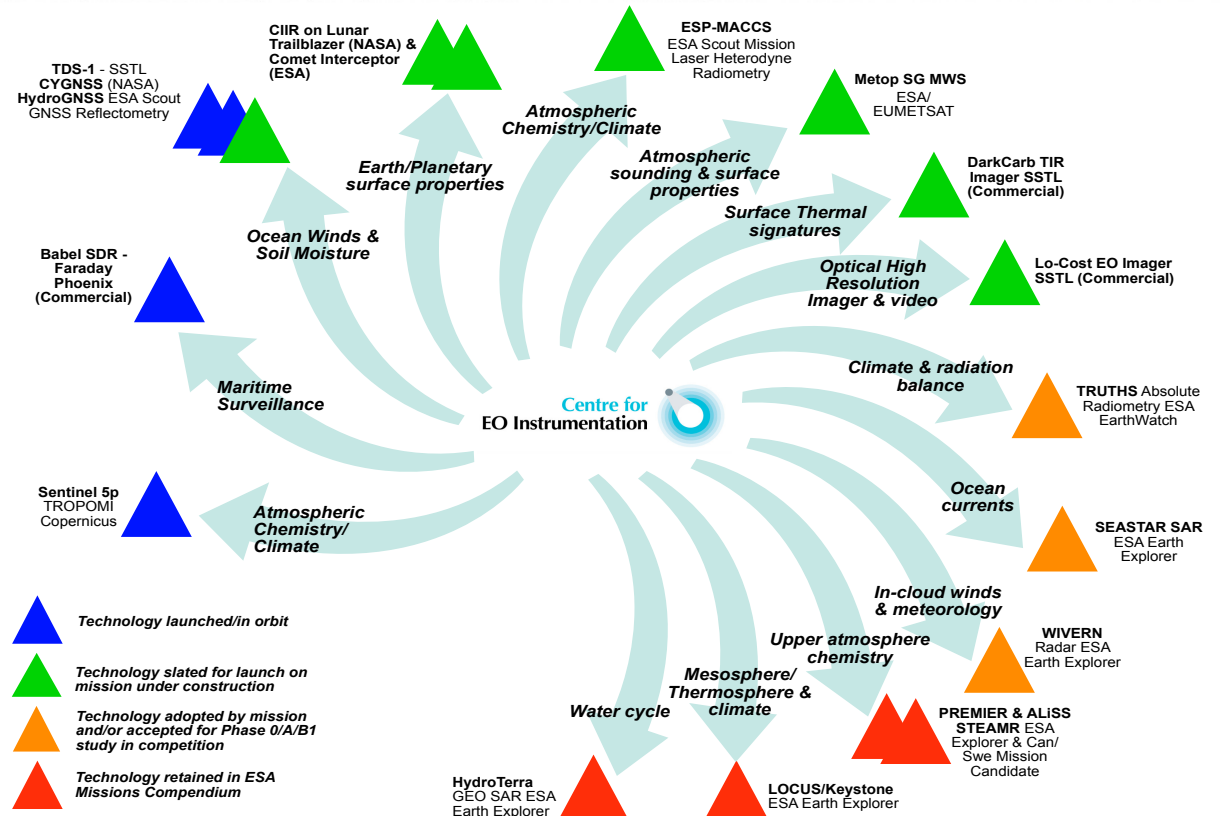 CIIR on Lunar
Trailblazer (NASA) &
Comet Interceptor
(ESA)
ESP-MACCS
ESA Scout Mission
Laser Heterodyne
Radiometry
TDS-1 - SSTL
CYGNSS (NASA)
HydroGNSS ESA Scout
GNSS Reflectometry
Metop SG MWS
ESA/
EUMETSAT
Atmospheric
Chemistry/Climate
Earth/Planetary
surface properties
Atmospheric
sounding & surface
properties
DarkCarb TIR
Imager SSTL
(Commercial)
Surface Thermal
signatures
Ocean Winds &
Soil Moisture
Babel SDR -
Faraday
Phoenix
(Commercial)
Optical High
Resolution
Imager & video
Lo-Cost EO Imager
SSTL (Commercial)
Maritime
Surveillance
Centre for
EO Instrumentation
Climate & radiation
balance
TRUTHS Absolute
Radiometry ESA
EarthWatch
Sentinel 5p
TROPOMI
Copernicus
Atmospheric
Chemistry/
Climate
Ocean
currents
SEASTAR SAR
ESA Earth
Explorer
In-cloud winds
& meteorology
WIVERN
Radar ESA
Earth Explorer
Upper atmosphere
chemistry
Mesosphere/
Thermosphere &
climate
Water cycle
PREMIER & ALiSS
STEAMR ESA
Explorer & Can/
Swe Mission
Candidate
HydroTerra
GEO SAR ESA
Earth Explorer
LOCUS/Keystone
ESA Earth Explorer
Technology launched/in orbit
Technology slated for launch on
mission under construction
Technology adopted by mission
and/or accepted for Phase 0/A/B1
study in competition
Technology retained in ESA
Missions Compendium